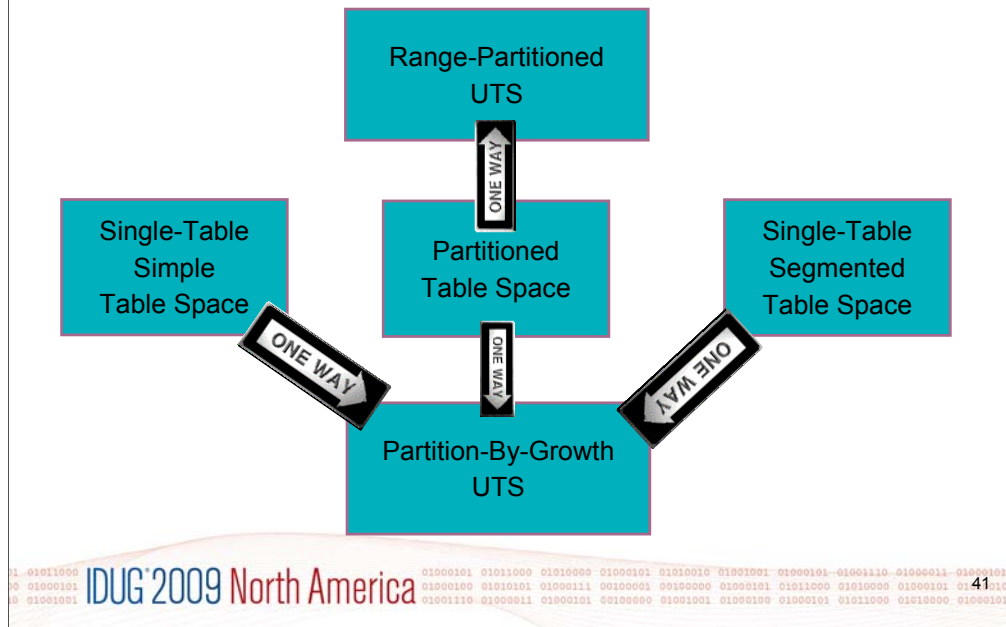 Range-Partitioned
UTS
ONE WAY
Single-Table
Simple
Table Space
Partitioned
Table Space
Single-Table
Segmented
Table Space
ONE WAY
ONE WAY
ONE WAY
Partition-By-Growth
UTS
IDUG 2009 North America
41